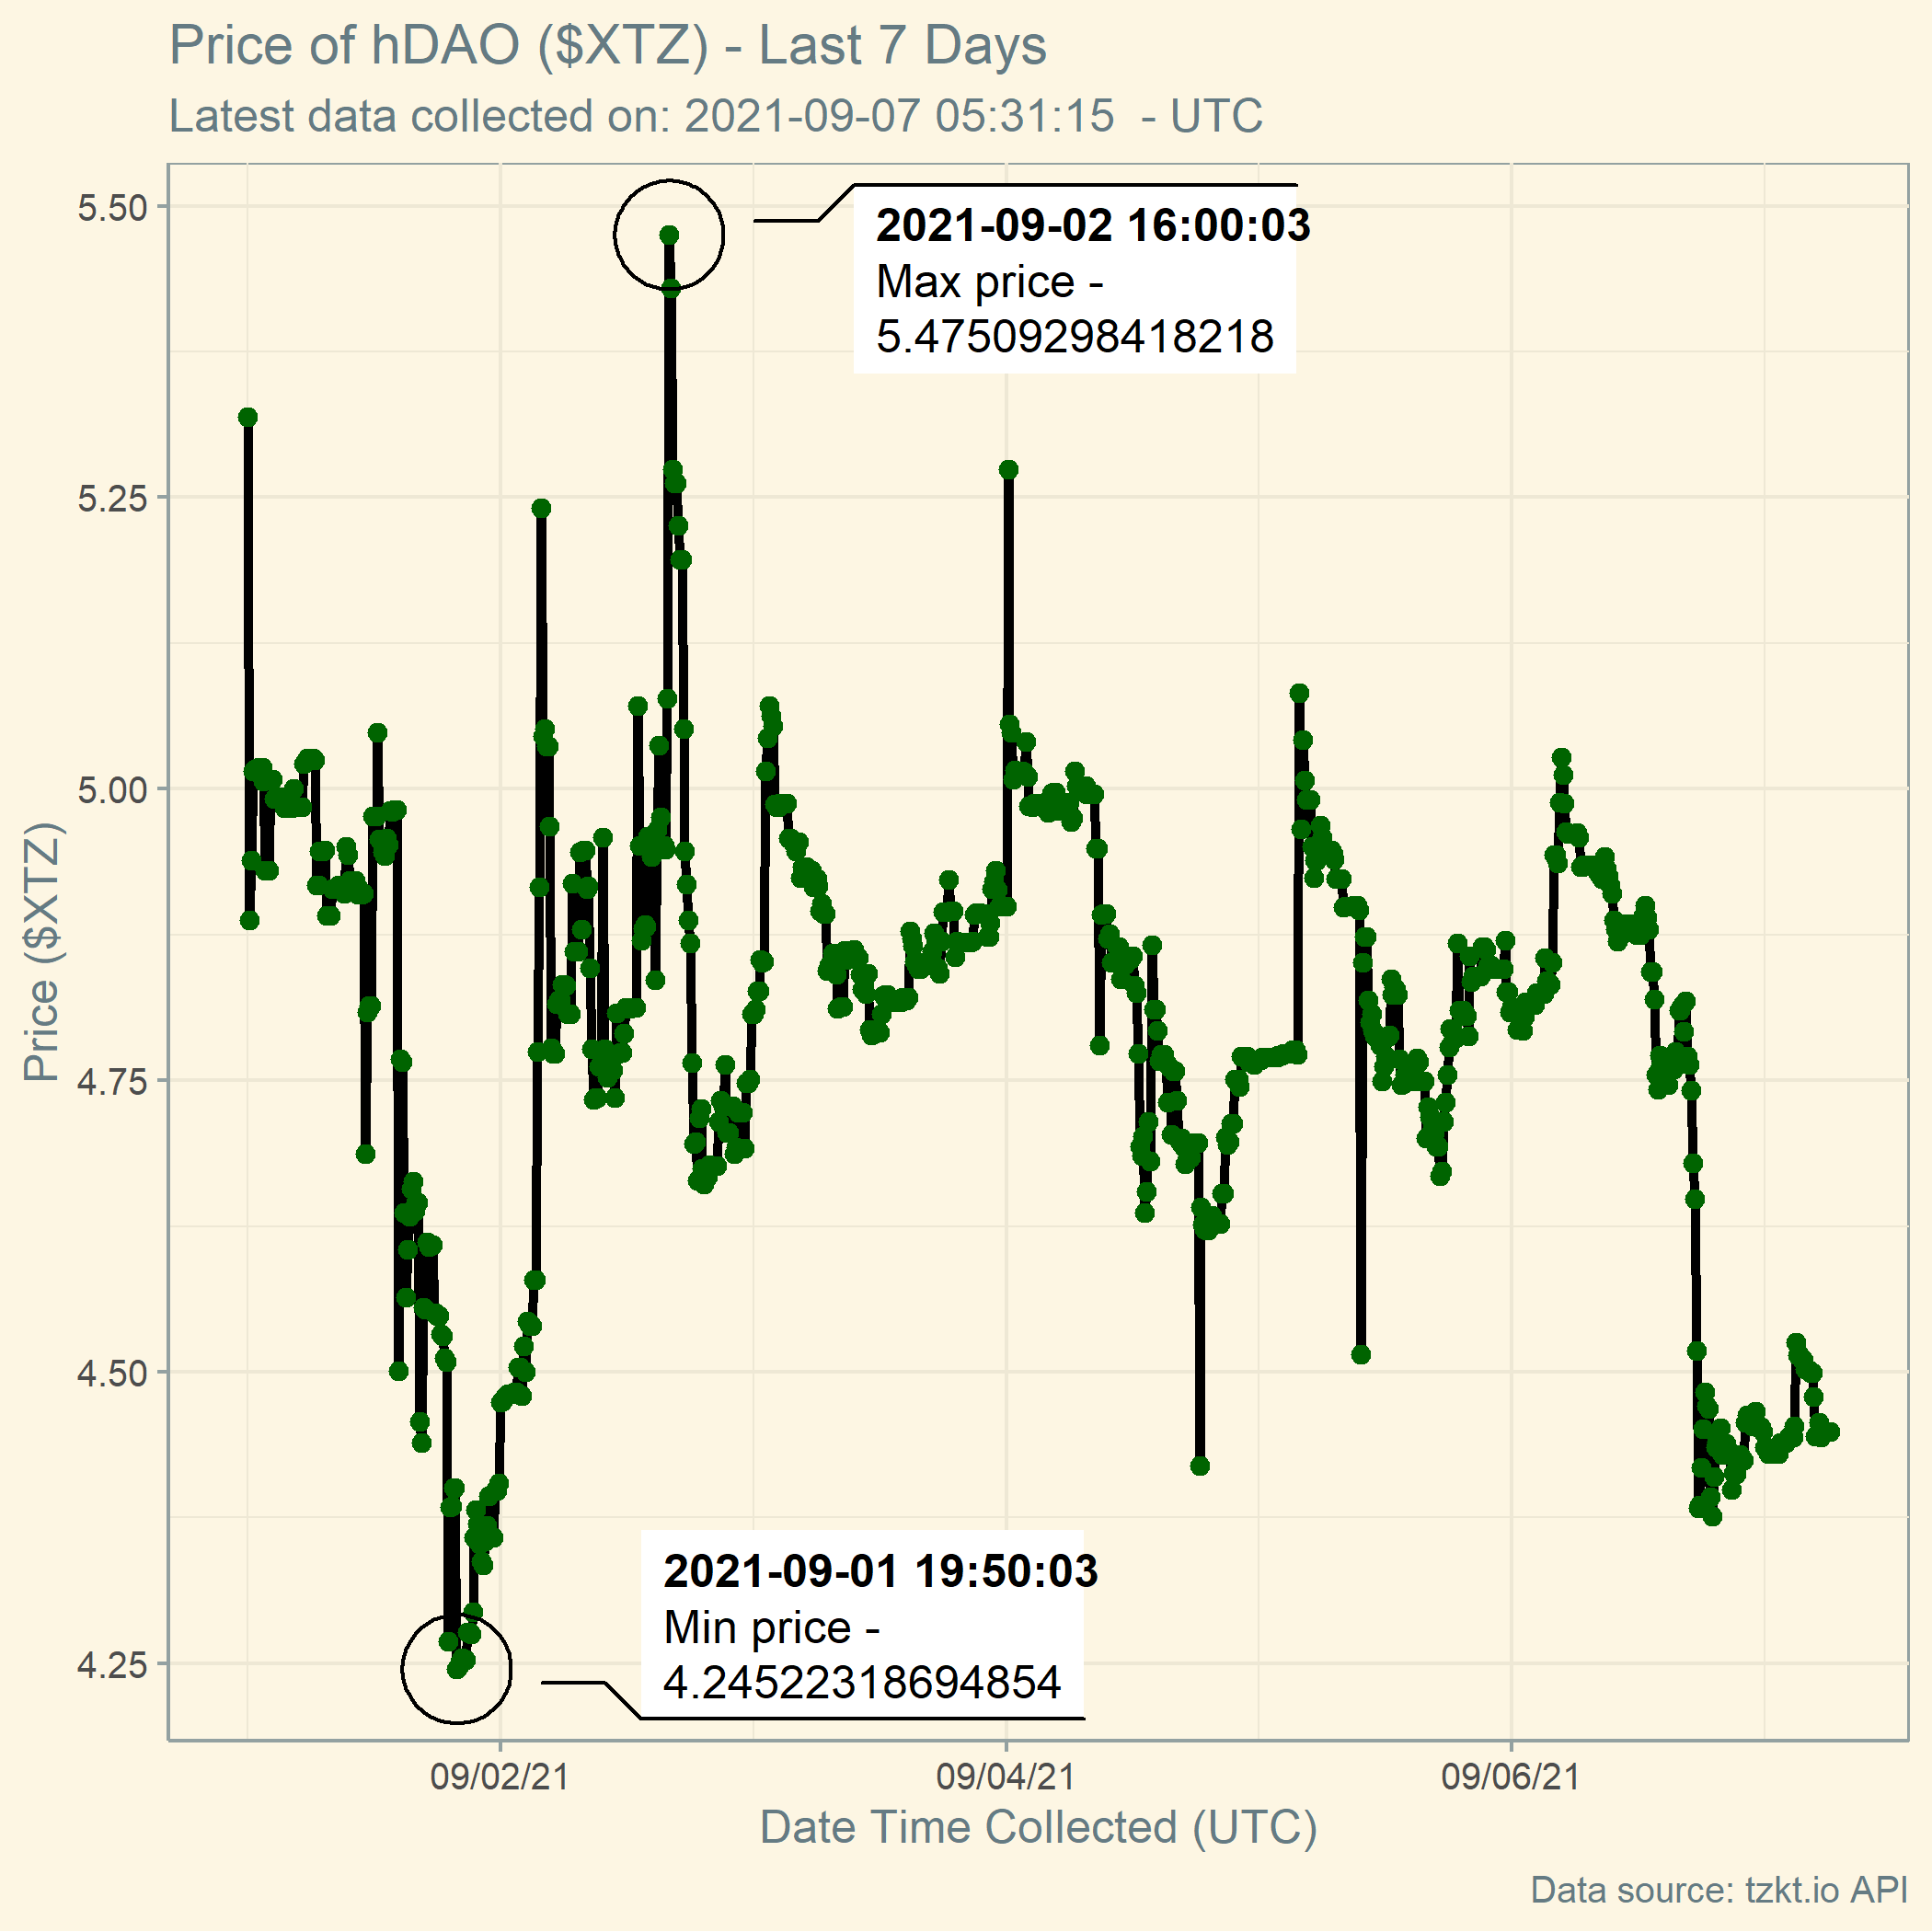 Price of hDAO ($XTZ) - Last 7 Days
Latest data collected on: 2021-09-07 05:31:15  - UTC
5.50
5.25
5.00
4.75
4.50
4.25
Price ($XTZ)
2021-09-02 16:00:03
Max price -
5.47509298418218
2021-09-01 19:50:03
Min price -
4.24522318694854
09/02/21
09/04/21
09/06/21
Date Time Collected (UTC)
Data source: tzkt.io API